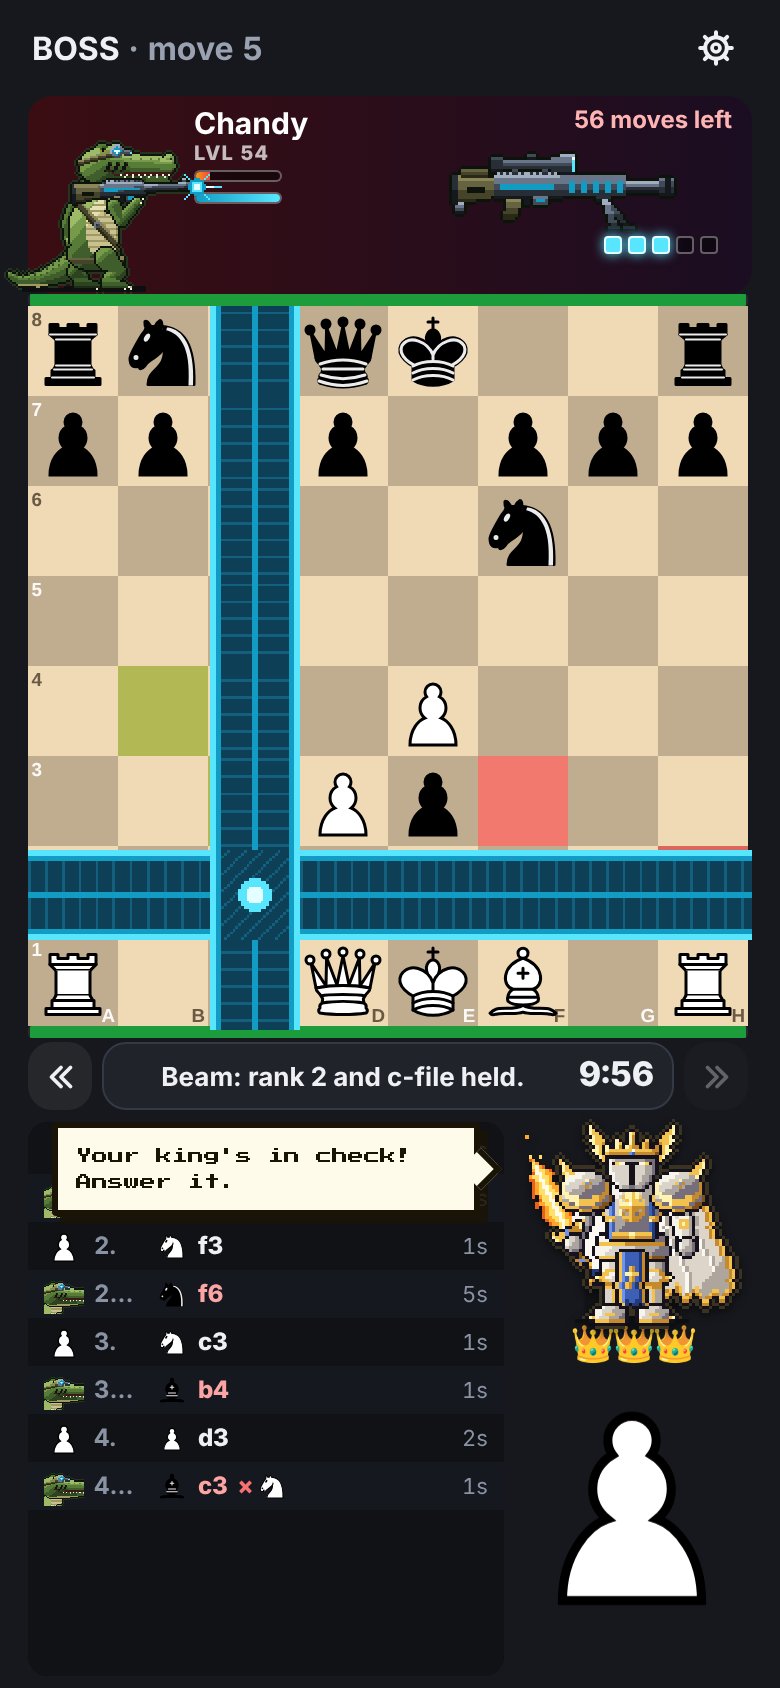 BOSS · move 5
Chandy
LVL 54
56 moves left
8
7
6
5
4
3
1
A
B
D
E
F
G
H
Beam: rank 2 and c-file held.
9:56
Your king's in check!
Answer it.
2. f3 1s
2... f6 5s
3. c3 1s
3... b4 1s
4. d3 2s
4... c3 × 1s